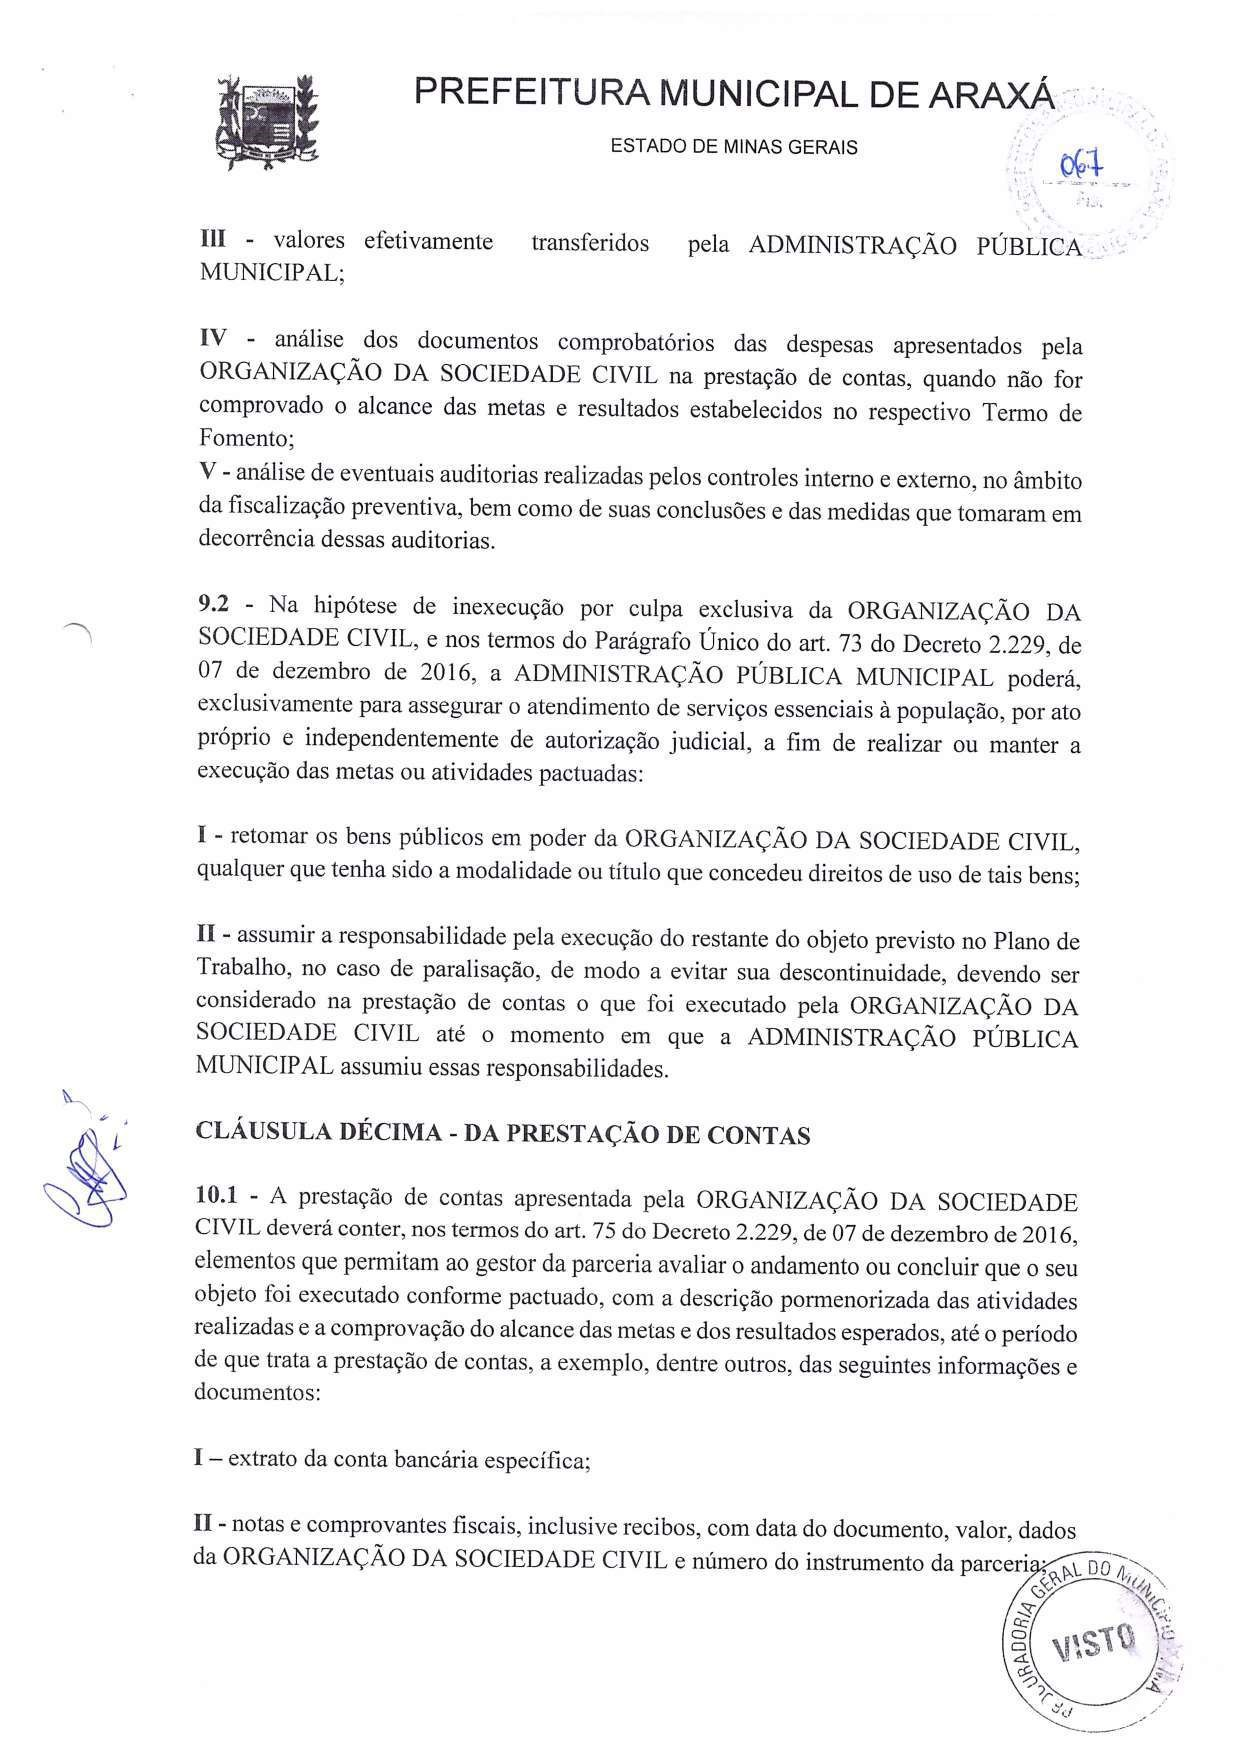 PREFEITURA MUNICIPAL DE ARAXÁ
ESTADO DE MINAS GERAIS
067
Fls.
III - valores efetivamente transferidos pela ADMINISTRAÇÃO PÚBLICA
MUNICIPAL;
IV - análise dos documentos comprobatórios das despesas apresentados pela
ORGANIZAÇÃO DA SOCIEDADE CIVIL na prestação de contas, quando não for
comprovado o alcance das metas e resultados estabelecidos no respectivo Termo de
Fomento;
V - análise de eventuais auditorias realizadas pelos controles interno e externo, no âmbito
da fiscalização preventiva, bem como de suas conclusões e das medidas que tomaram em
decorrência dessas auditorias.
9.2 - Na hipótese de inexecução por culpa exclusiva da ORGANIZAÇÃO DA
SOCIEDADE CIVIL, e nos termos do Parágrafo Único do art. 73 do Decreto 2.229, de
07 de dezembro de 2016, a ADMINISTRAÇÃO PÚBLICA MUNICIPAL poderá,
exclusivamente para assegurar o atendimento de serviços essenciais à população, por ato
próprio e independentemente de autorização judicial, a fim de realizar ou manter a
execução das metas ou atividades pactuadas:
I - retomar os bens públicos em poder da ORGANIZAÇÃO DA SOCIEDADE CIVIL,
qualquer que tenha sido a modalidade ou título que concedeu direitos de uso de tais bens;
II - assumir a responsabilidade pela execução do restante do objeto previsto no Plano de
Trabalho, no caso de paralisação, de modo a evitar sua descontinuidade, devendo ser
considerado na prestação de contas o que foi executado pela ORGANIZAÇÃO DA
SOCIEDADE CIVIL até o momento em que a ADMINISTRAÇÃO PÚBLICA
MUNICIPAL assumiu essas responsabilidades.
CLÁUSULA DÉCIMA - DA PRESTAÇÃO DE CONTAS
10.1 - A prestação de contas apresentada pela ORGANIZAÇÃO DA SOCIEDADE
CIVIL deverá conter, nos termos do art. 75 do Decreto 2.229, de 07 de dezembro de 2016,
elementos que permitam ao gestor da parceria avaliar o andamento ou concluir que o seu
objeto foi executado conforme pactuado, com a descrição pormenorizada das atividades
realizadas e a comprovação do alcance das metas e dos resultados esperados, até o período
de que trata a prestação de contas, a exemplo, dentre outros, das seguintes informações e
documentos:
I – extrato da conta bancária específica;
II - notas e comprovantes fiscais, inclusive recibos, com data do documento, valor, dados
da ORGANIZAÇÃO DA SOCIEDADE CIVIL e número do instrumento da parceria;
PROCURADORIA GERAL DO MUNICÍPIO
VISTO